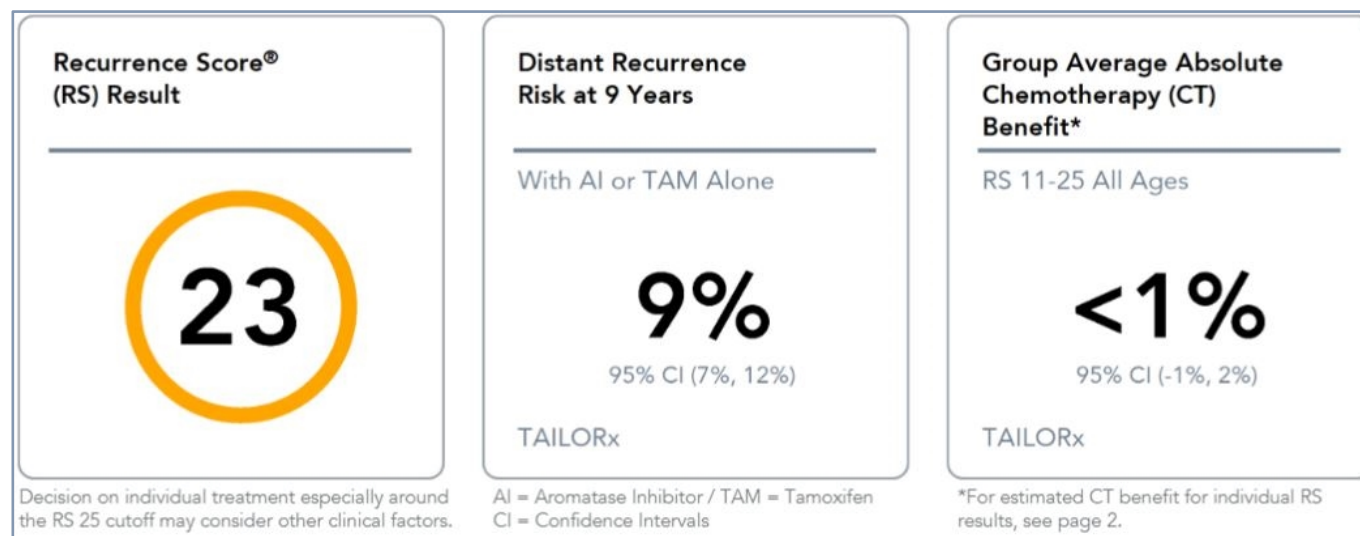 Recurrence Score®
(RS) Result
23
Decision on individual treatment especially around
the RS 25 cutoff may consider other clinical factors.
Distant Recurrence
Risk at 9 Years
With AI or TAM Alone
9%
95% CI (7%, 12%)
TAILORx
AI = Aromatase Inhibitor / TAM = Tamoxifen
CI = Confidence Intervals
Group Average Absolute
Chemotherapy (CT)
Benefit*
RS 11-25 All Ages
<1%
95% CI (-1%, 2%)
TAILORx
*For estimated CT benefit for individual RS
results, see page 2.